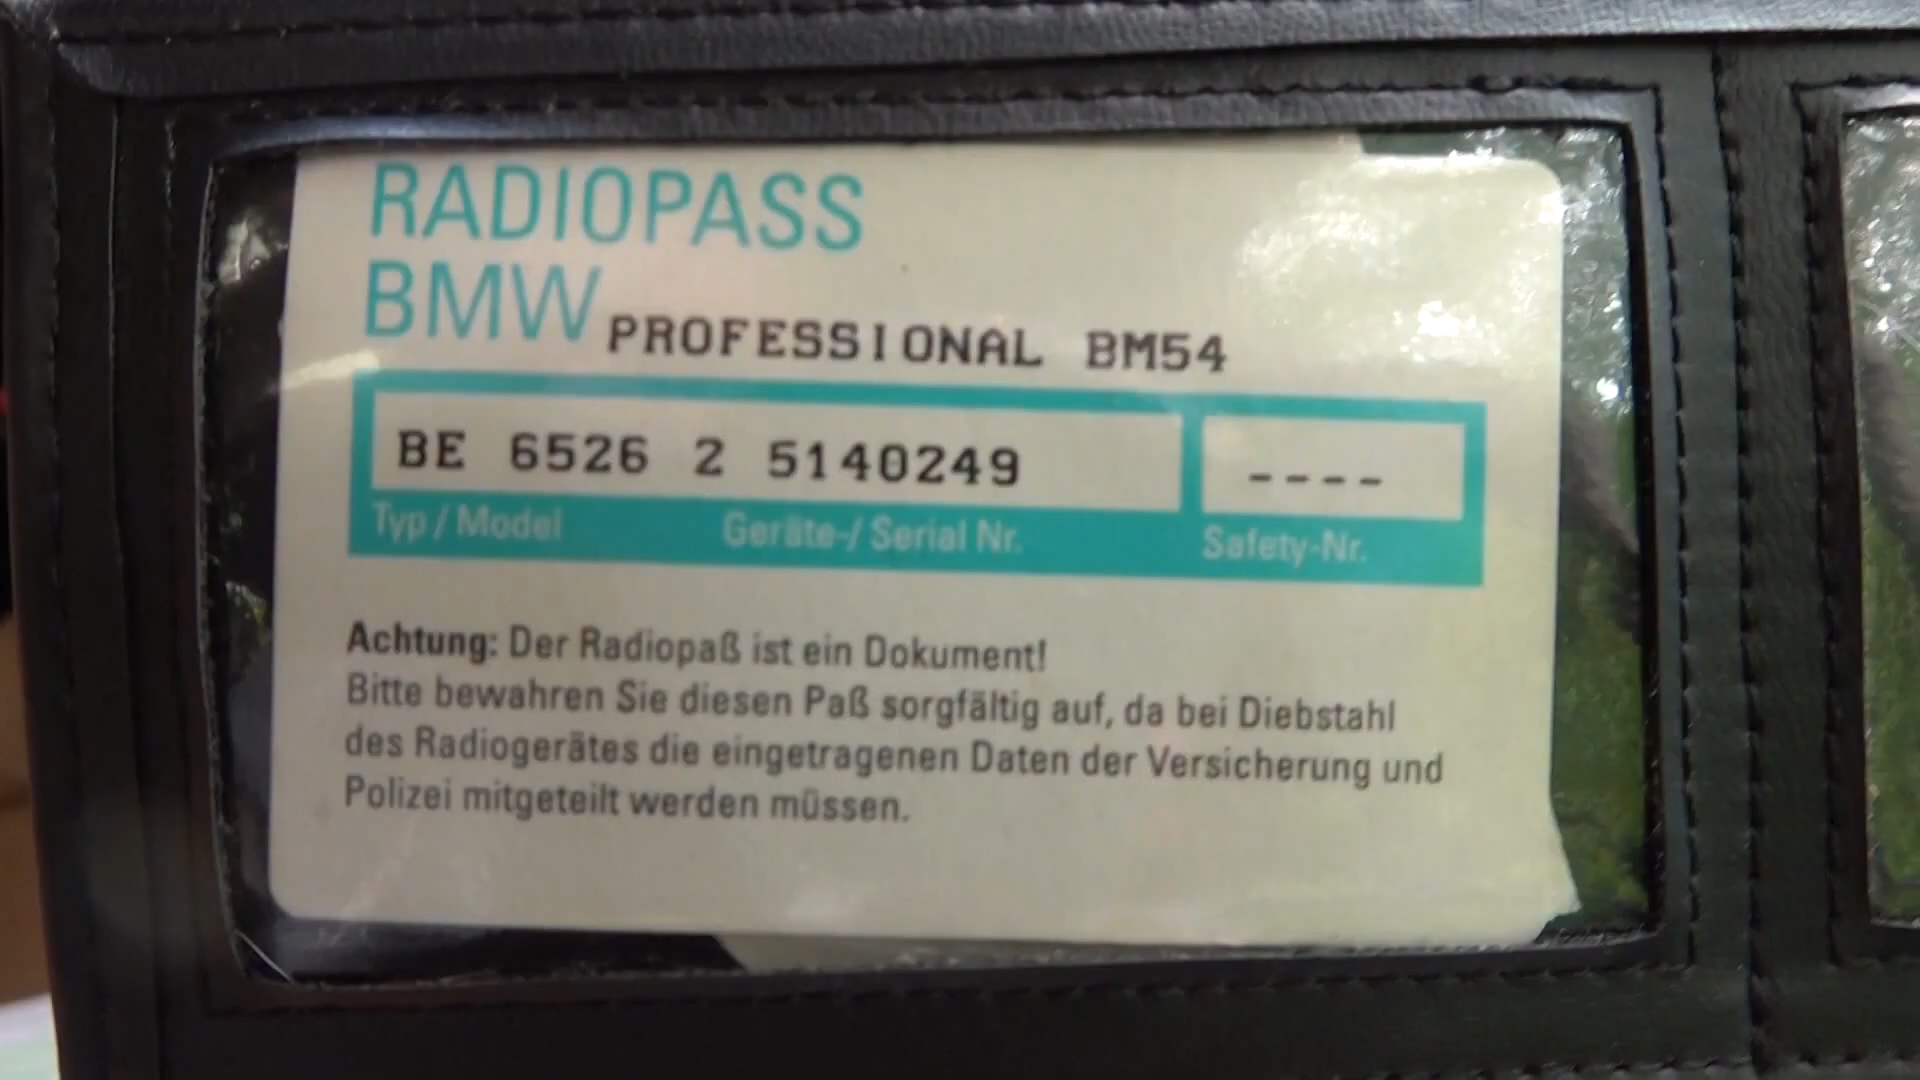 RADIOPASS
BMW PROFESSIONAL BM54
BE 6526 2 5140249 ----
Typ / Model Geräte-/ Serial Nr. Safety-Nr.
Achtung: Der Radiopaß ist ein Dokument!
Bitte bewahren Sie diesen Paß sorgfältig auf, da bei Diebstahl
des Radiogerätes die eingetragenen Daten der Versicherung und
Polizei mitgeteilt werden müssen.